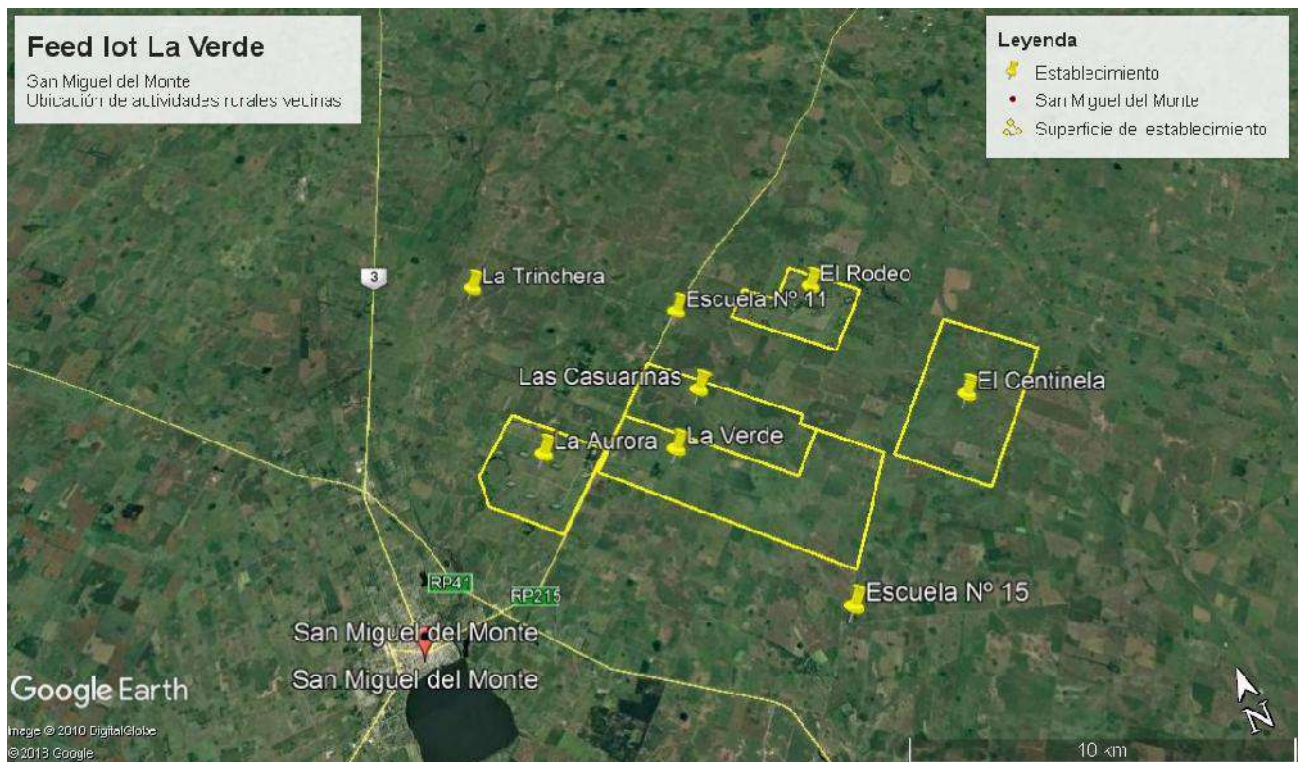 Feed lot La Verde
San Miguel del Monte
Ubicación de actividades rurales vecinas
Leyenda
Establecimiento
San Miguel del Monte
Superficie de establecimiento
3
La Trinchera
El Rodeo
Escuela Nº 11
Las Casuarinas
El Centinela
La Aurora
La Verde
RP41
RP215
Escuela Nº 15
San Miguel del Monte
San Miguel del Monte
Google Earth
Image © 2018 DigitalGlobe
© 2018 Google
N
10 km